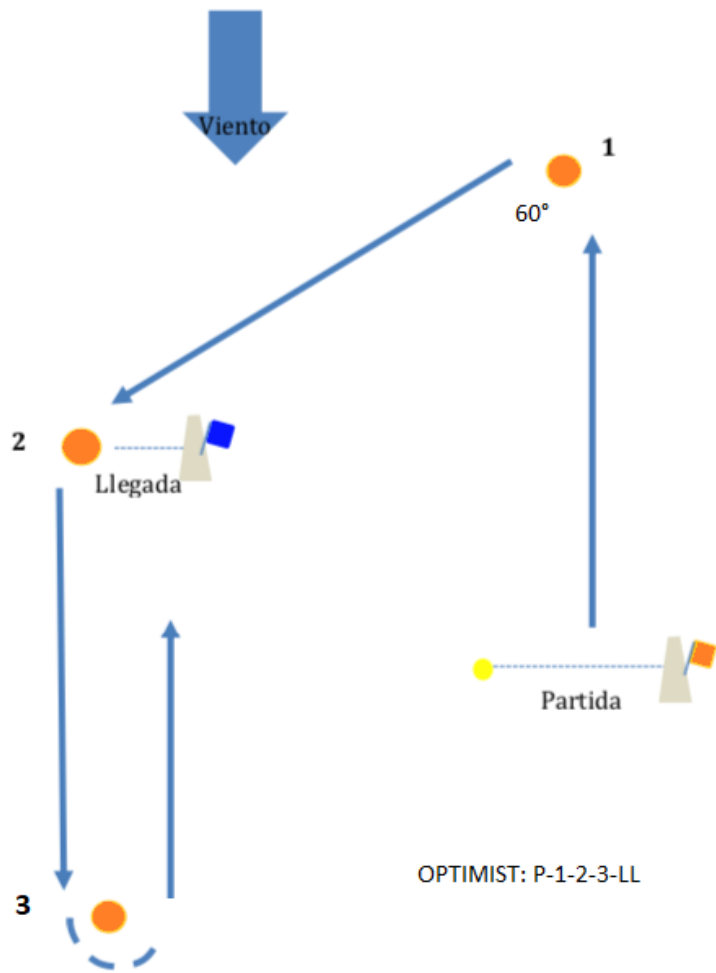 Viento
1
60°
2
Llegada
Partida
OPTIMIST: P-1-2-3-LL
3